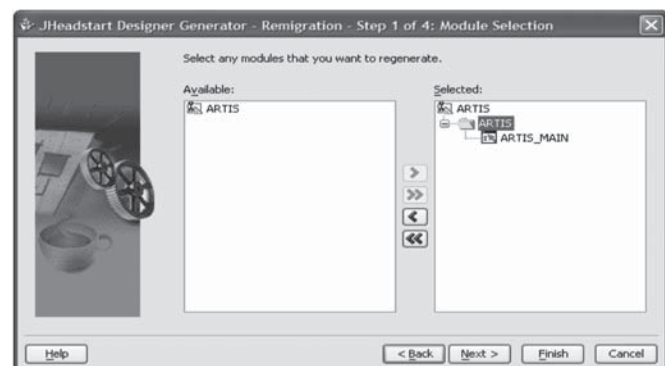 JHeadstart Designer Generator - Remigration - Step 1 of 4: Module Selection
Select any modules that you want to regenerate.
Available:
Selected:
ARTIS
ARTIS
ARTIS
ARTIS_MAIN
>
>>
<
<<
Help
< Back
Next >
Finish
Cancel